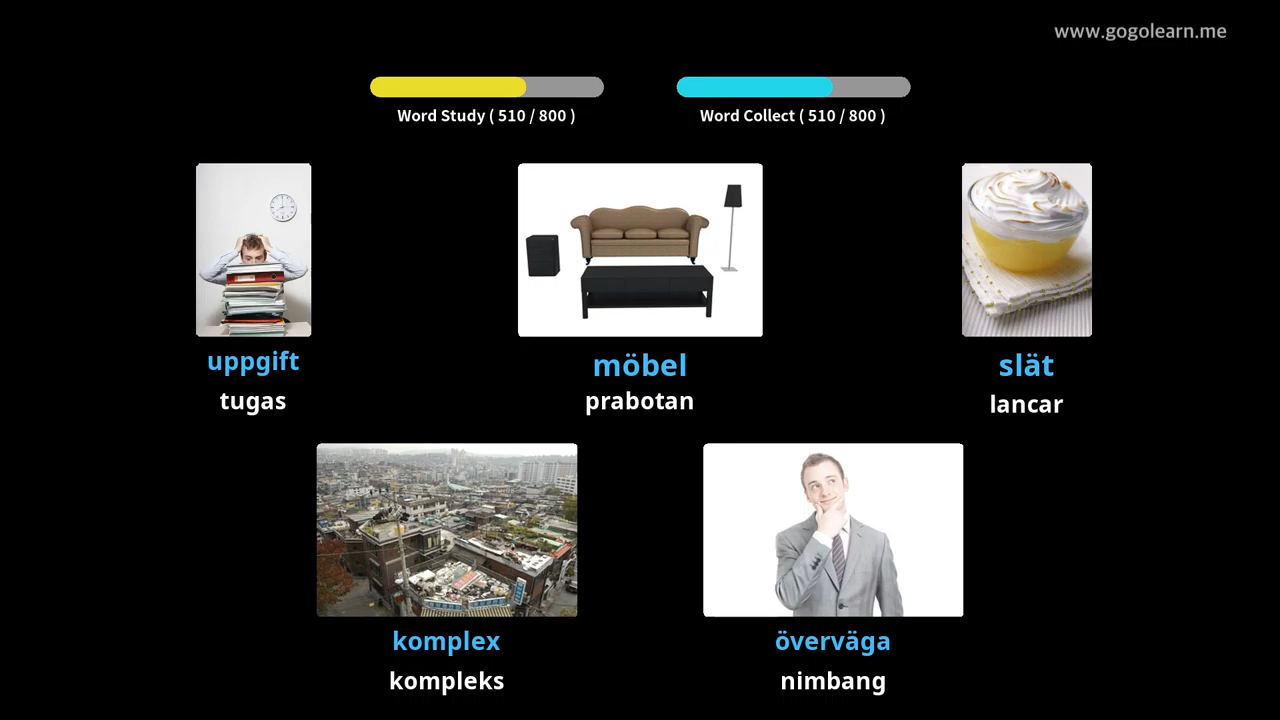 www.gogolearn.me
Word Study ( 510 / 800 )
Word Collect ( 510 / 800 )
uppgift
tugas
möbel
prabotan
slät
lancar
komplex
kompleks
överväga
nimbang